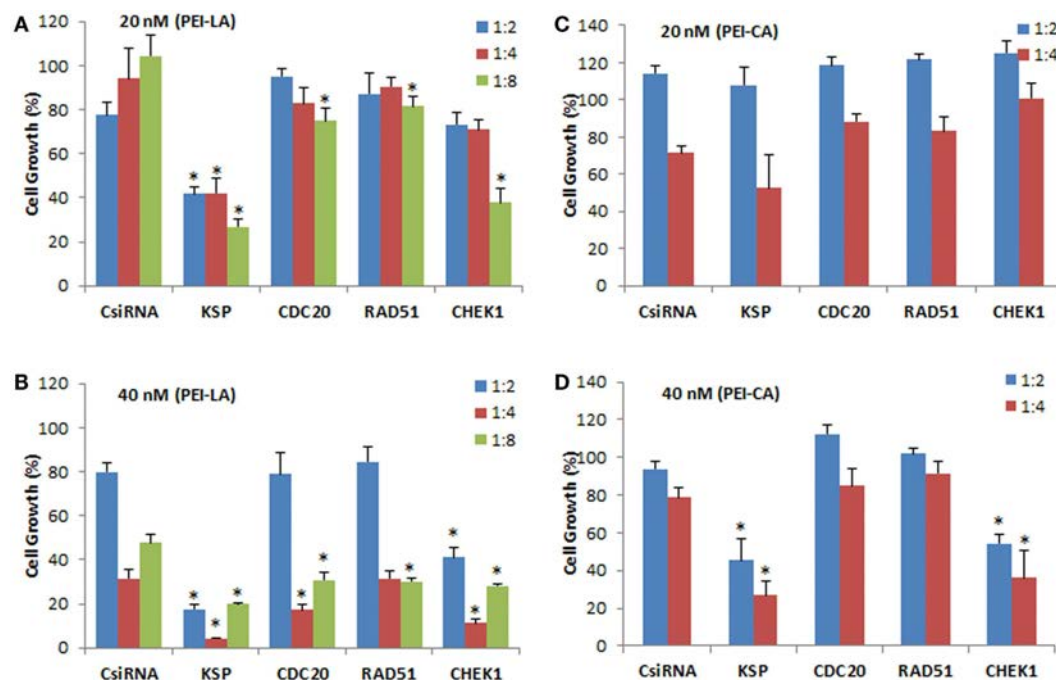 A
20 nM (PEI-LA)
1:2
1:4
1:8
Cell Growth (%)
120
100
80
60
40
20
0
* * * * * *
CsiRNA KSP CDC20 RAD51 CHEK1
C
20 nM (PEI-CA)
1:2
1:4
Cell Growth (%)
140
120
100
80
60
40
20
0
CsiRNA KSP CDC20 RAD51 CHEK1
B
40 nM (PEI-LA)
1:2
1:4
1:8
Cell Growth (%)
120
100
80
60
40
20
0
* * * * * * * * *
CsiRNA KSP CDC20 RAD51 CHEK1
D
40 nM (PEI-CA)
1:2
1:4
Cell Growth (%)
140
120
100
80
60
40
20
0
* * * *
CsiRNA KSP CDC20 RAD51 CHEK1